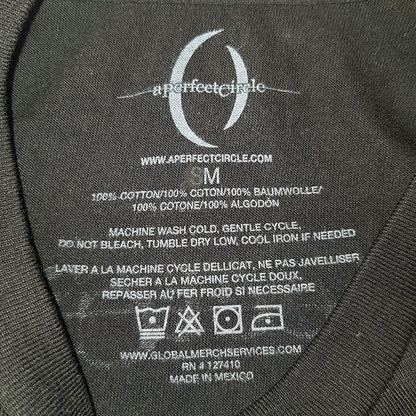 aPerfectCircle
WWW.APERFECTCIRCLE.COM
SM
100% COTTON/100% COTON/100% BAUMWOLLE/
100% COTONE/100% ALGODÓN
MACHINE WASH COLD, GENTLE CYCLE,
DO NOT BLEACH, TUMBLE DRY LOW, COOL IRON IF NEEDED
LAVER A LA MACHINE CYCLE DELLICAT, NE PAS JAVELLISER
SECHER A LA MACHINE CYCLE DOUX,
REPASSER AU FER FROID SI NECESSAIRE
WWW.GLOBALMERCHSERVICES.COM
RN # 127410
MADE IN MEXICO